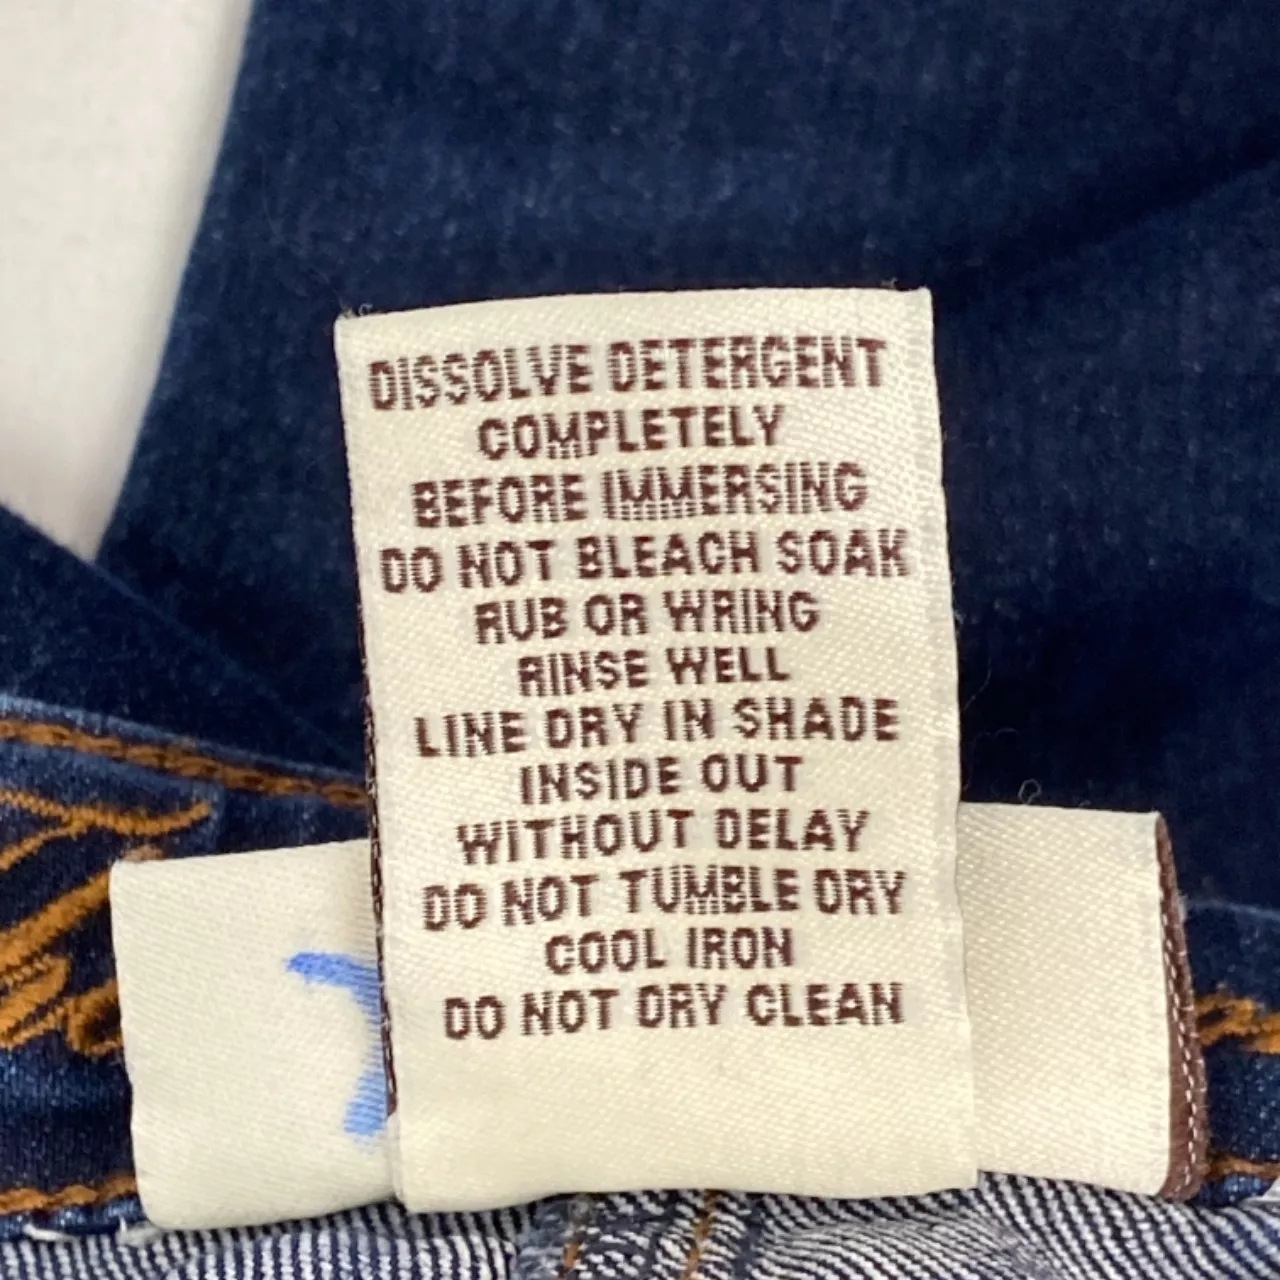 DISSOLVE DETERGENT
COMPLETELY
BEFORE IMMERSING
DO NOT BLEACH SOAK
RUB OR WRING
RINSE WELL
LINE DRY IN SHADE
INSIDE OUT
WITHOUT DELAY
DO NOT TUMBLE DRY
COOL IRON
DO NOT DRY CLEAN